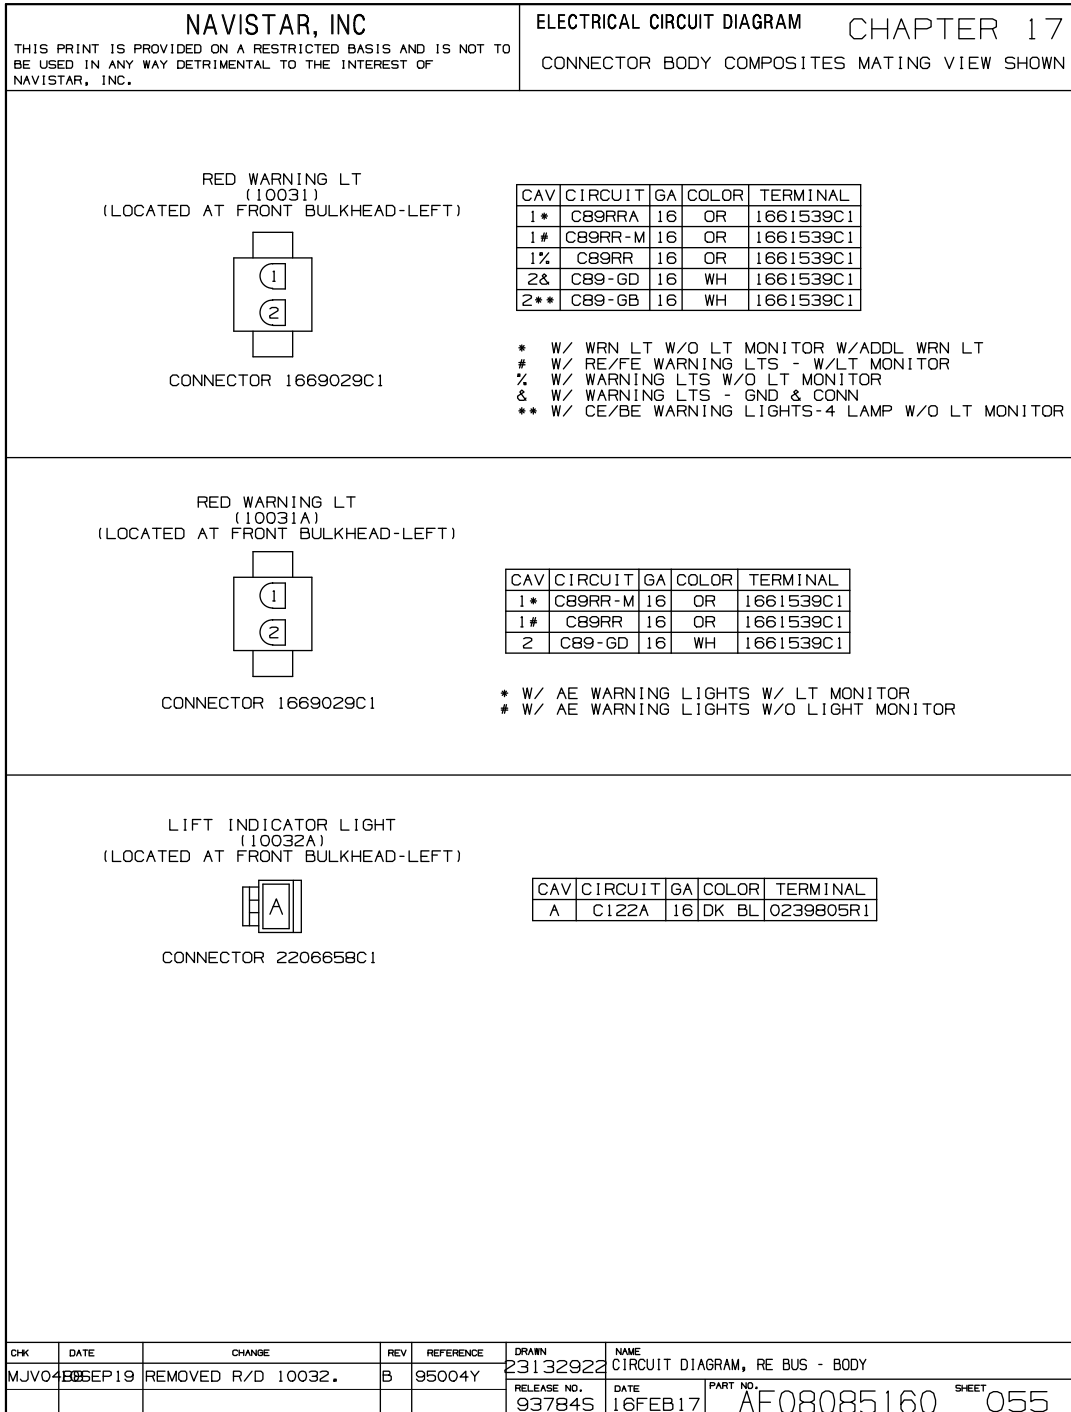 NAVISTAR, INC
THIS PRINT IS PROVIDED ON A RESTRICTED BASIS AND IS NOT TO
BE USED IN ANY WAY DETRIMENTAL TO THE INTEREST OF
NAVISTAR, INC.
ELECTRICAL CIRCUIT DIAGRAM CHAPTER 17
CONNECTOR BODY COMPOSITES MATING VIEW SHOWN
RED WARNING LT
(10031)
(LOCATED AT FRONT BULKHEAD-LEFT)
1
2
CONNECTOR 1669029C1
CAV CIRCUIT GA COLOR TERMINAL
1* C89RRA 16 OR 1661539C1
1# C89RR-M 16 OR 1661539C1
1% C89RR 16 OR 1661539C1
2& C89-GD 16 WH 1661539C1
2** C89-GB 16 WH 1661539C1
* W/ WRN LT W/O LT MONITOR W/ADDL WRN LT
# W/ RE/FE WARNING LTS - W/LT MONITOR
% W/ WARNING LTS W/O LT MONITOR
& W/ WARNING LTS - GND & CONN
** W/ CE/BE WARNING LIGHTS-4 LAMP W/O LT MONITOR
RED WARNING LT
(10031A)
(LOCATED AT FRONT BULKHEAD-LEFT)
1
2
CONNECTOR 1669029C1
CAV CIRCUIT GA COLOR TERMINAL
1* C89RR-M 16 OR 1661539C1
1# C89RR 16 OR 1661539C1
2 C89-GD 16 WH 1661539C1
* W/ AE WARNING LIGHTS W/ LT MONITOR
# W/ AE WARNING LIGHTS W/O LIGHT MONITOR
LIFT INDICATOR LIGHT
(10032A)
(LOCATED AT FRONT BULKHEAD-LEFT)
A
CONNECTOR 2206658C1
CAV CIRCUIT GA COLOR TERMINAL
A C122A 16 DK BL 0239805R1
CHK DATE CHANGE REV REFERENCE
REMOVED R/D 10032. B 95004Y
DRAWN
23132922
NAME
CIRCUIT DIAGRAM, RE BUS - BODY
RELEASE NO.
93784S
DATE
16FEB17
PART NO.
AE08085160
SHEET
055